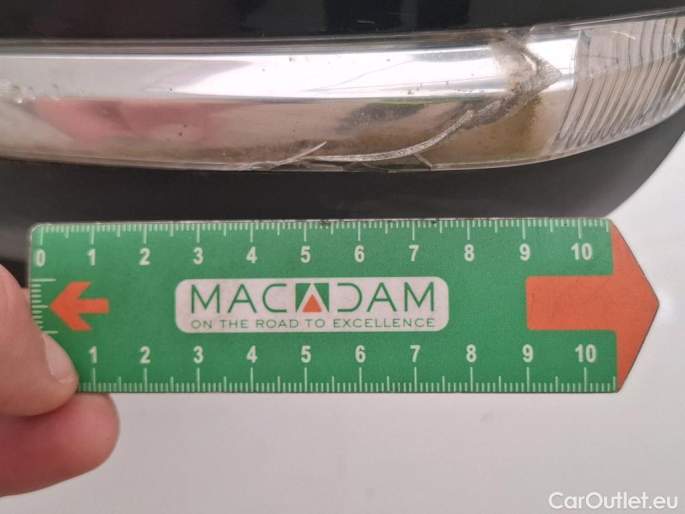 0 1 2 3 4 5 6 7 8 9 10
MACADAM
ON THE ROAD TO EXCELLENCE
1 2 3 4 5 6 7 8 9 10
CarOutlet.eu